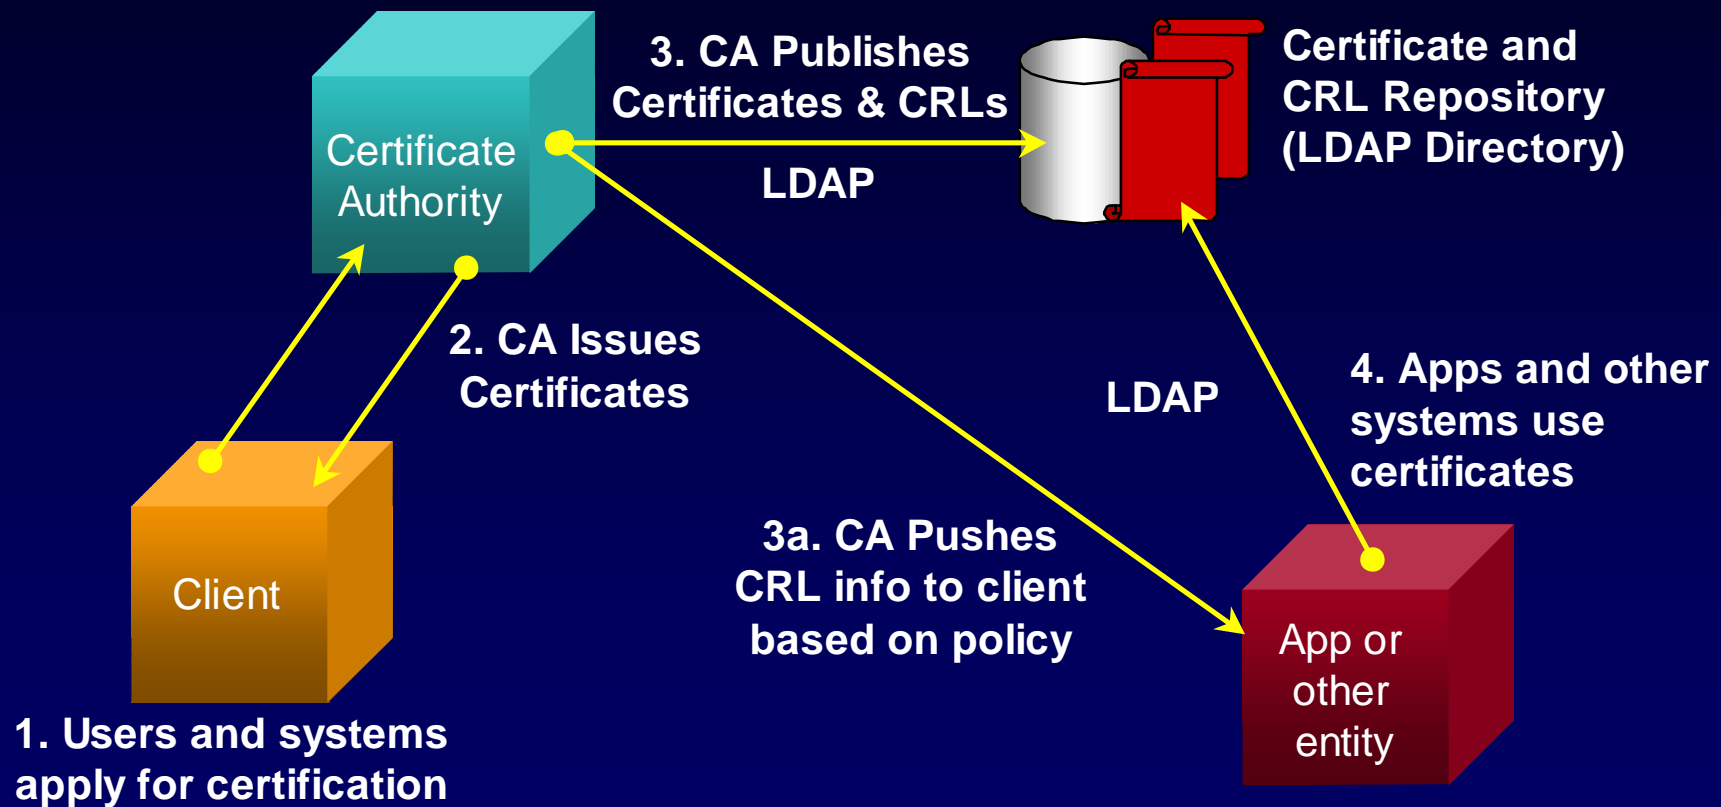 3. CA Publishes
Certificates & CRLs
LDAP
Certificate and
CRL Repository
(LDAP Directory)
Certificate
Authority
2. CA Issues
Certificates
LDAP
4. Apps and other
systems use
certificates
3a. CA Pushes
CRL info to client
based on policy
Client
App or
other
entity
1. Users and systems
apply for certification